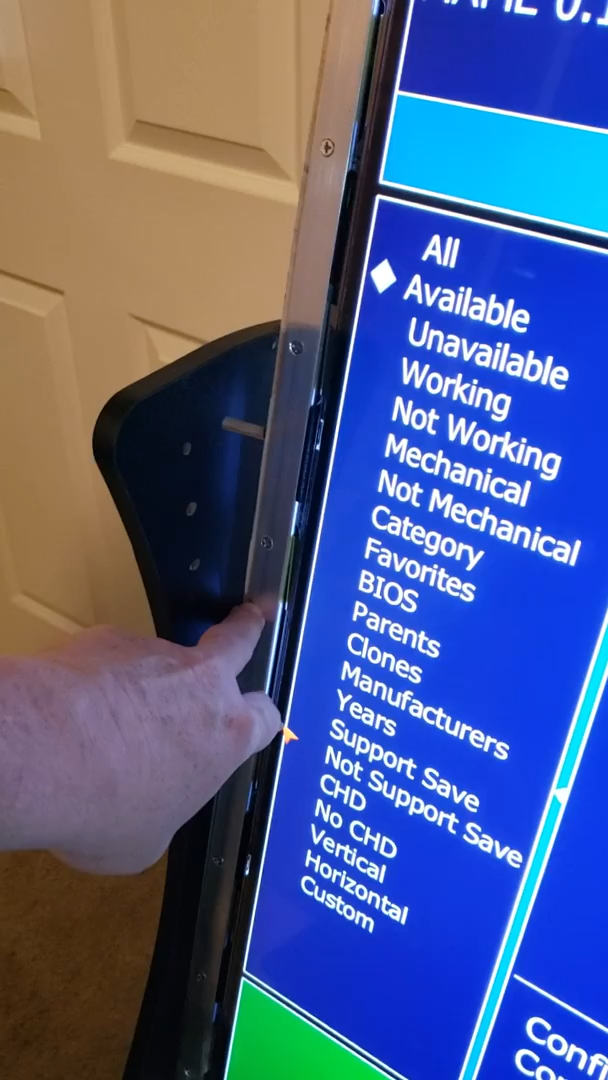 All
Available
Unavailable
Working
Not Working
Mechanical
Not Mechanical
Category
Favorites
BIOS
Parents
Clones
Manufacturers
Years
Support Save
Not Support Save
CHD
No CHD
Vertical
Horizontal
Custom